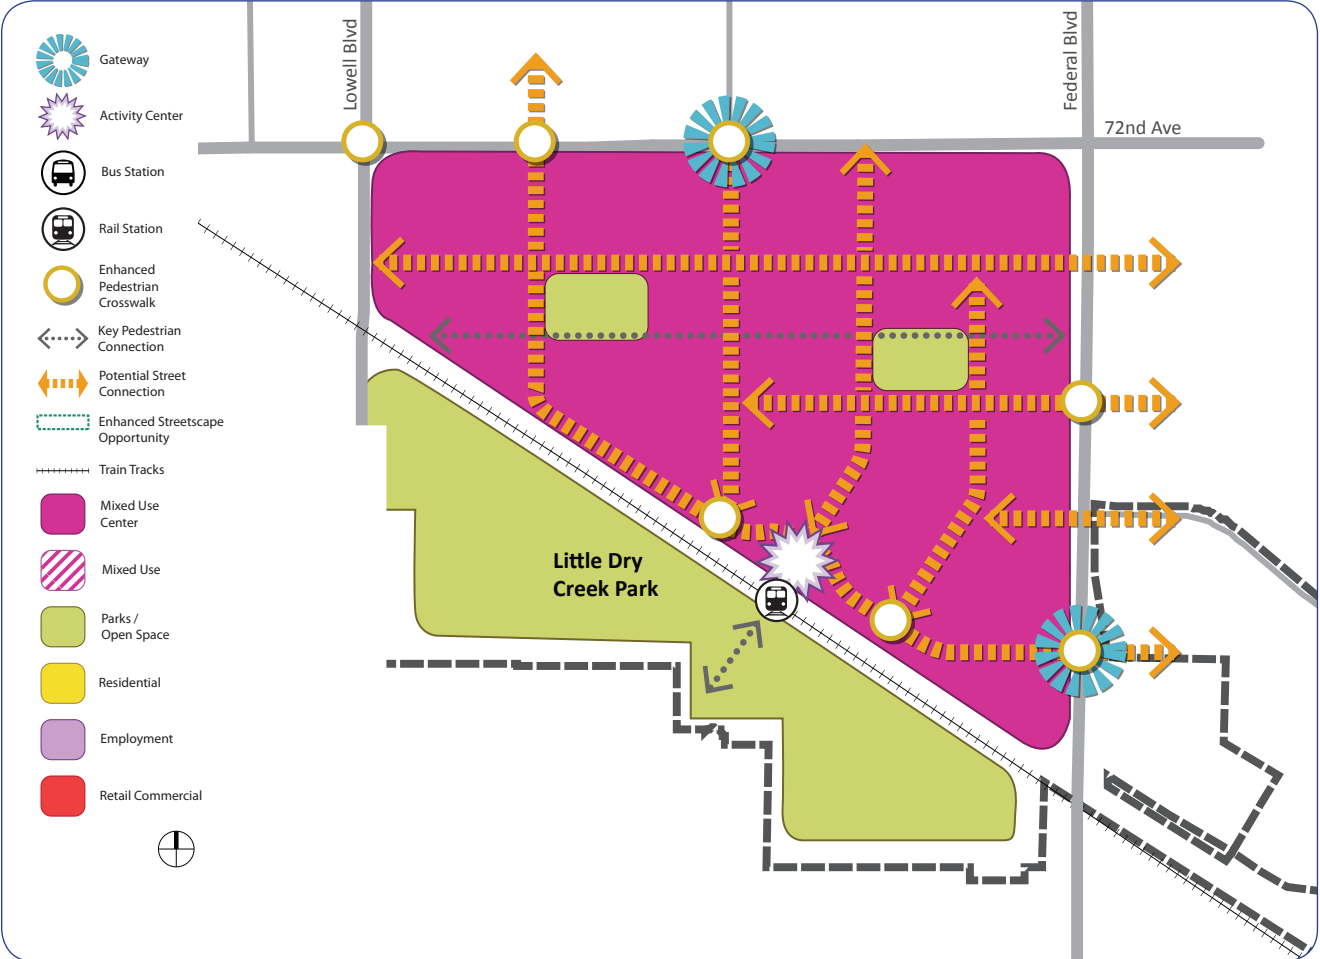 Gateway
Activity Center
Bus Station
Rail Station
Enhanced
Pedestrian
Crosswalk
Key Pedestrian
Connection
Potential Street
Connection
Enhanced Streetscape
Opportunity
Train Tracks
Mixed Use
Center
Mixed Use
Parks /
Open Space
Residential
Employment
Retail Commercial
Lowell Blvd
Federal Blvd
72nd Ave
Little Dry
Creek Park